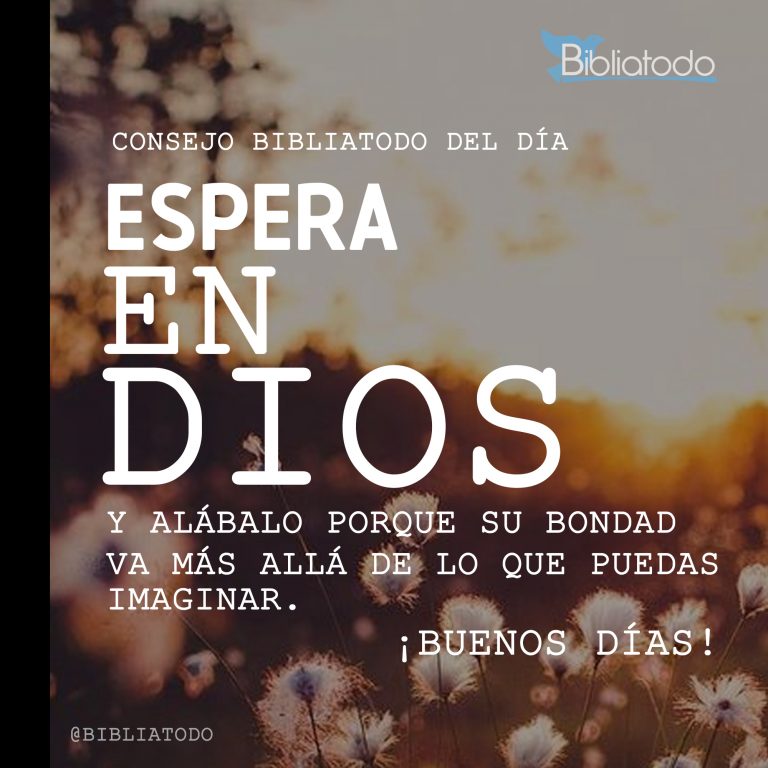 Bibliatodo
CONSEJO BIBLIATODO DEL DÍA
ESPERA
EN
DIOS
Y ALÁBALO PORQUE SU BONDAD
VA MÁS ALLÁ DE LO QUE PUEDAS
IMAGINAR.
¡BUENOS DÍAS!
@BIBLIATODO